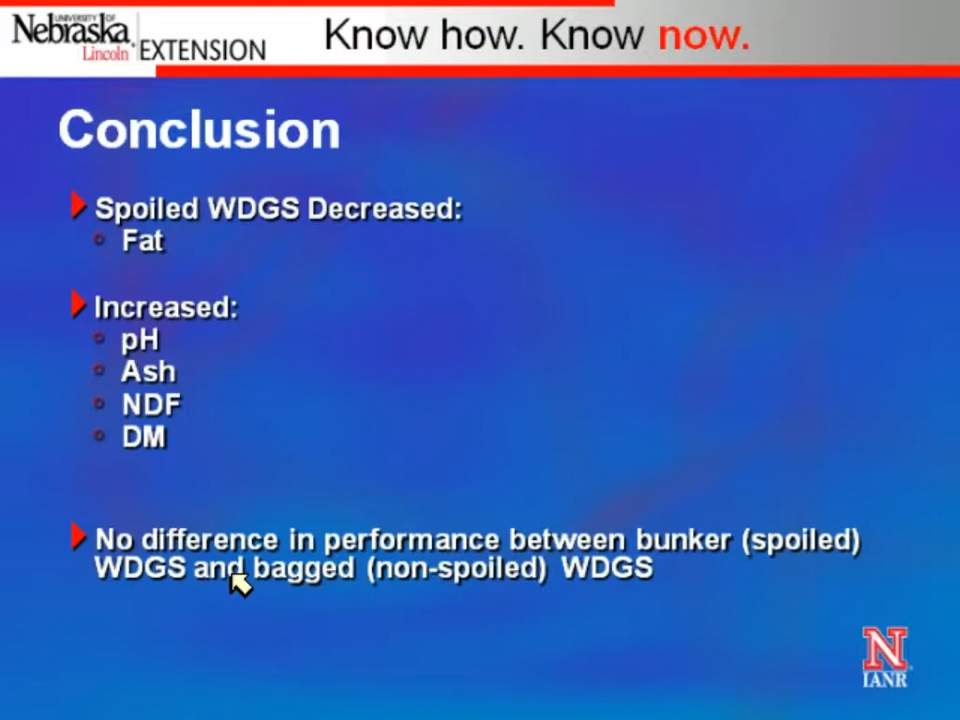 UNIVERSITY OF
Nebraska
Lincoln
EXTENSION
Know how. Know now.
Conclusion
Spoiled WDGS Decreased:
Fat
Increased:
pH
Ash
NDF
DM
No difference in performance between bunker (spoiled)
WDGS and bagged (non-spoiled) WDGS
N
IANR